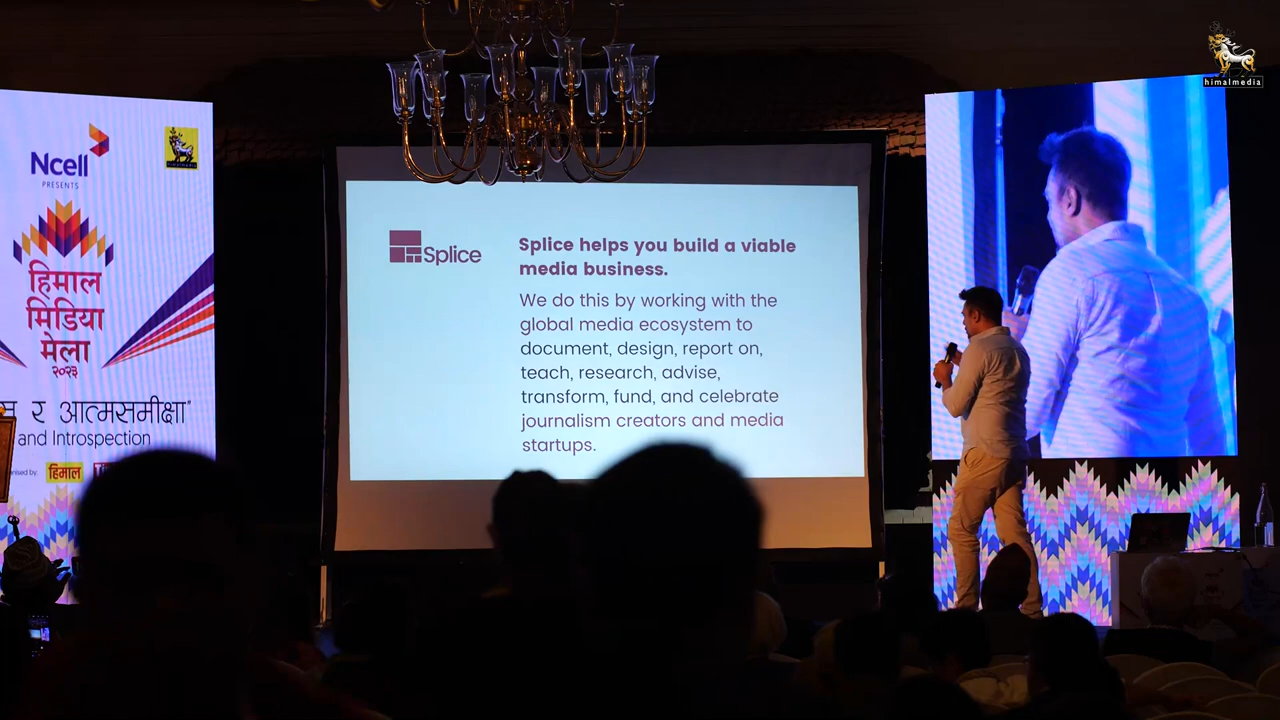 himalmedia
Ncell
PRESENTS
himalmedia
हिमाल
मिडिया
मेला
२०२३
र आत्मसमीक्षा"
and Introspection
हिमाल
Splice
Splice helps you build a viable
media business.
We do this by working with the
global media ecosystem to
document, design, report on,
teach, research, advise,
transform, fund, and celebrate
journalism creators and media
startups.